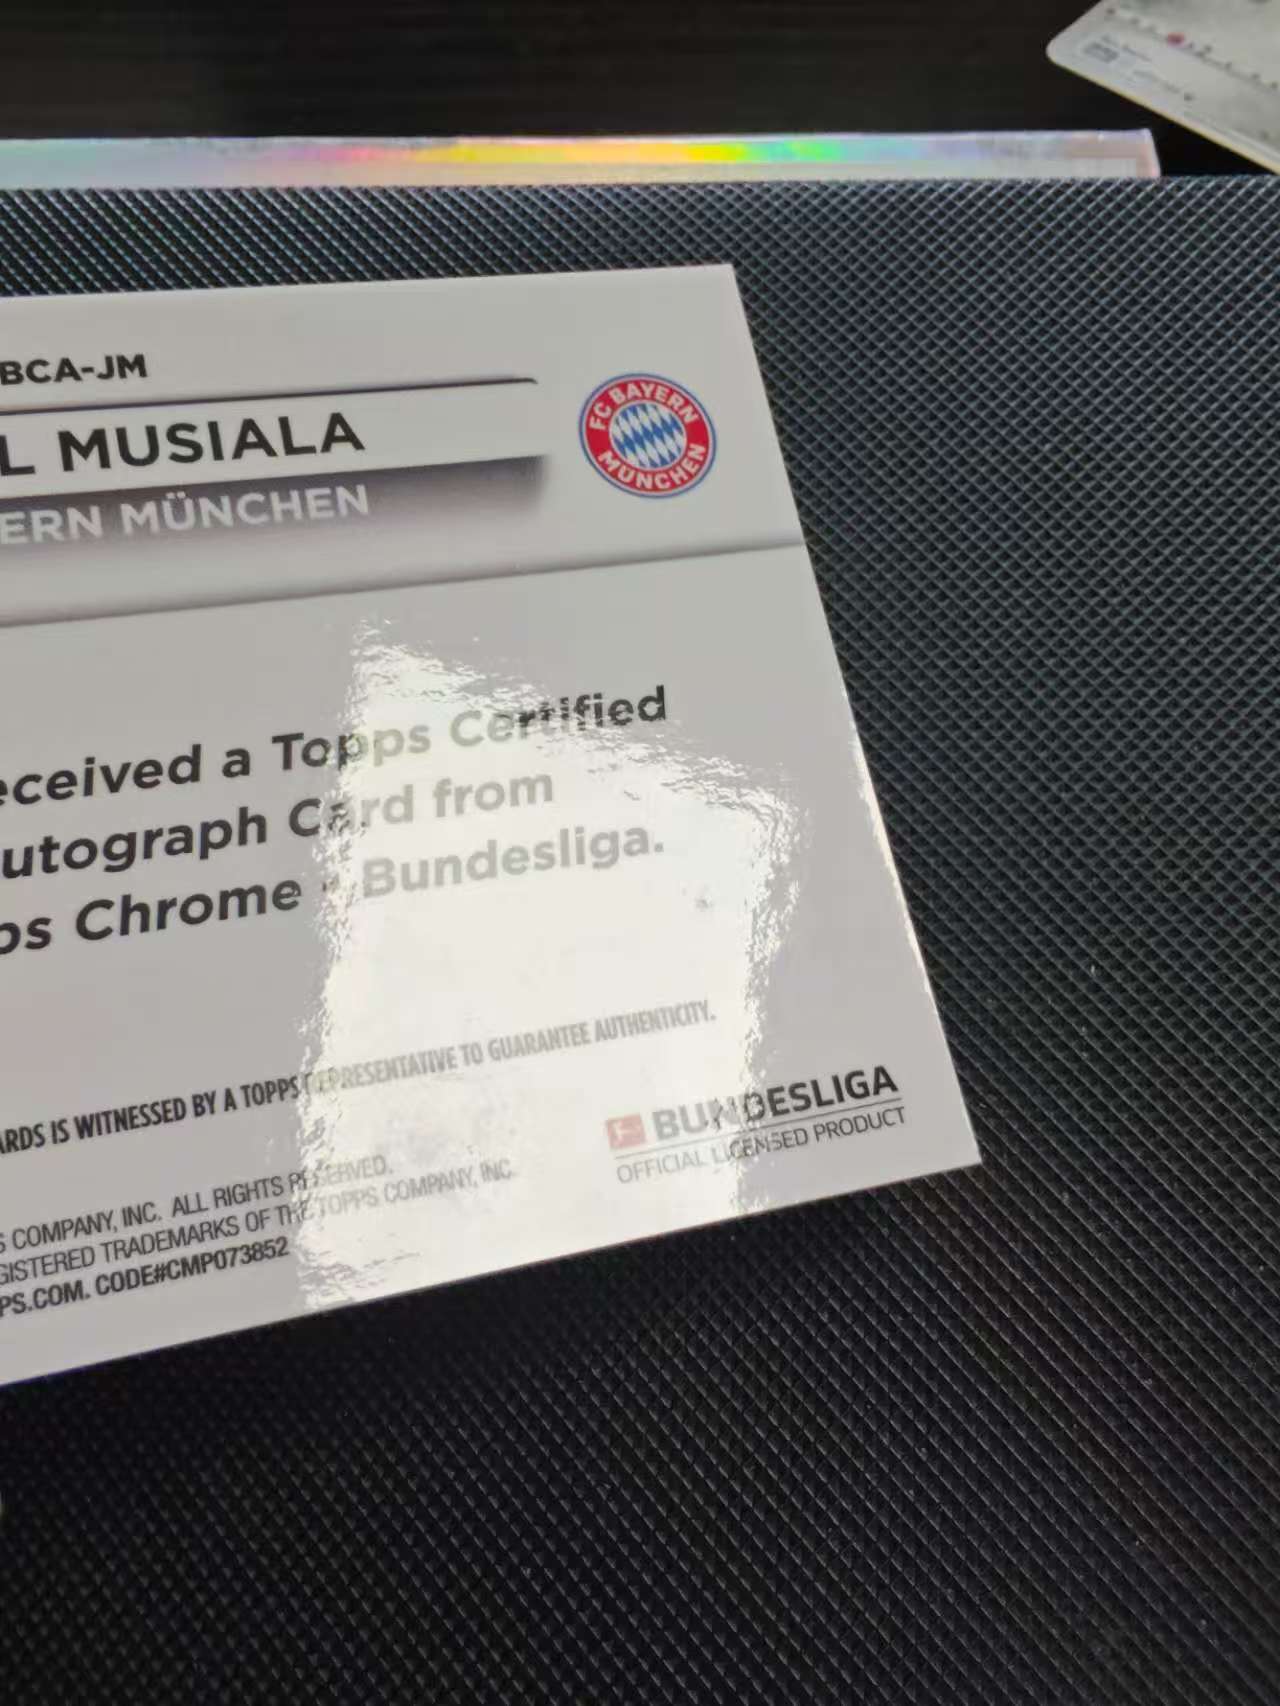 BCA-JM
L MUSIALA
ERN MÜNCHEN
FC BAYERN
MÜNCHEN
eceived a Topps Certified
utograph Card from
ps Chrome • Bundesliga.
ARDS IS WITNESSED BY A TOPPS REPRESENTATIVE TO GUARANTEE AUTHENTICITY.
BUNDESLIGA
OFFICIAL LICENSED PRODUCT
S COMPANY, INC. ALL RIGHTS RESERVED.
GISTERED TRADEMARKS OF THE TOPPS COMPANY, INC.
PS.COM. CODE#CMP073852